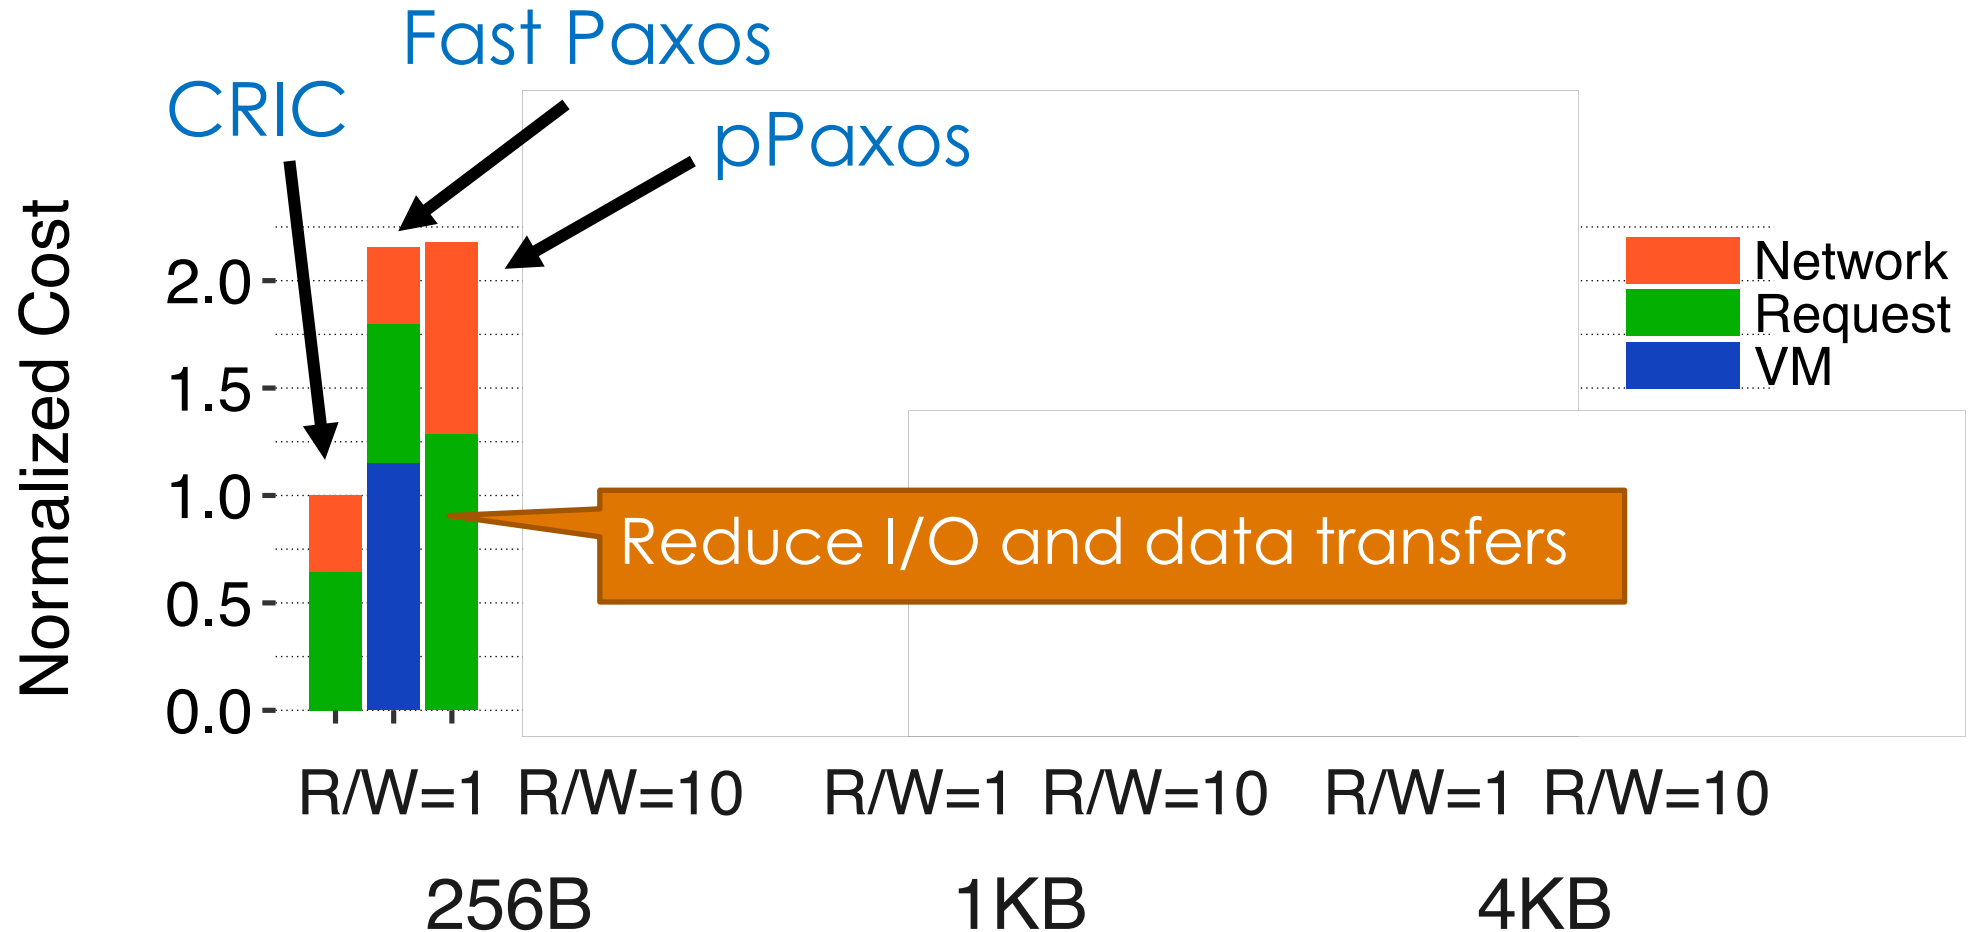 Fast Paxos
CRIC
pPaxos
Normalized Cost
2.0
1.5
1.0
0.5
0.0
Network
Request
VM
Reduce I/O and data transfers
R/W=1 R/W=10 R/W=1 R/W=10 R/W=1 R/W=10
256B 1KB 4KB